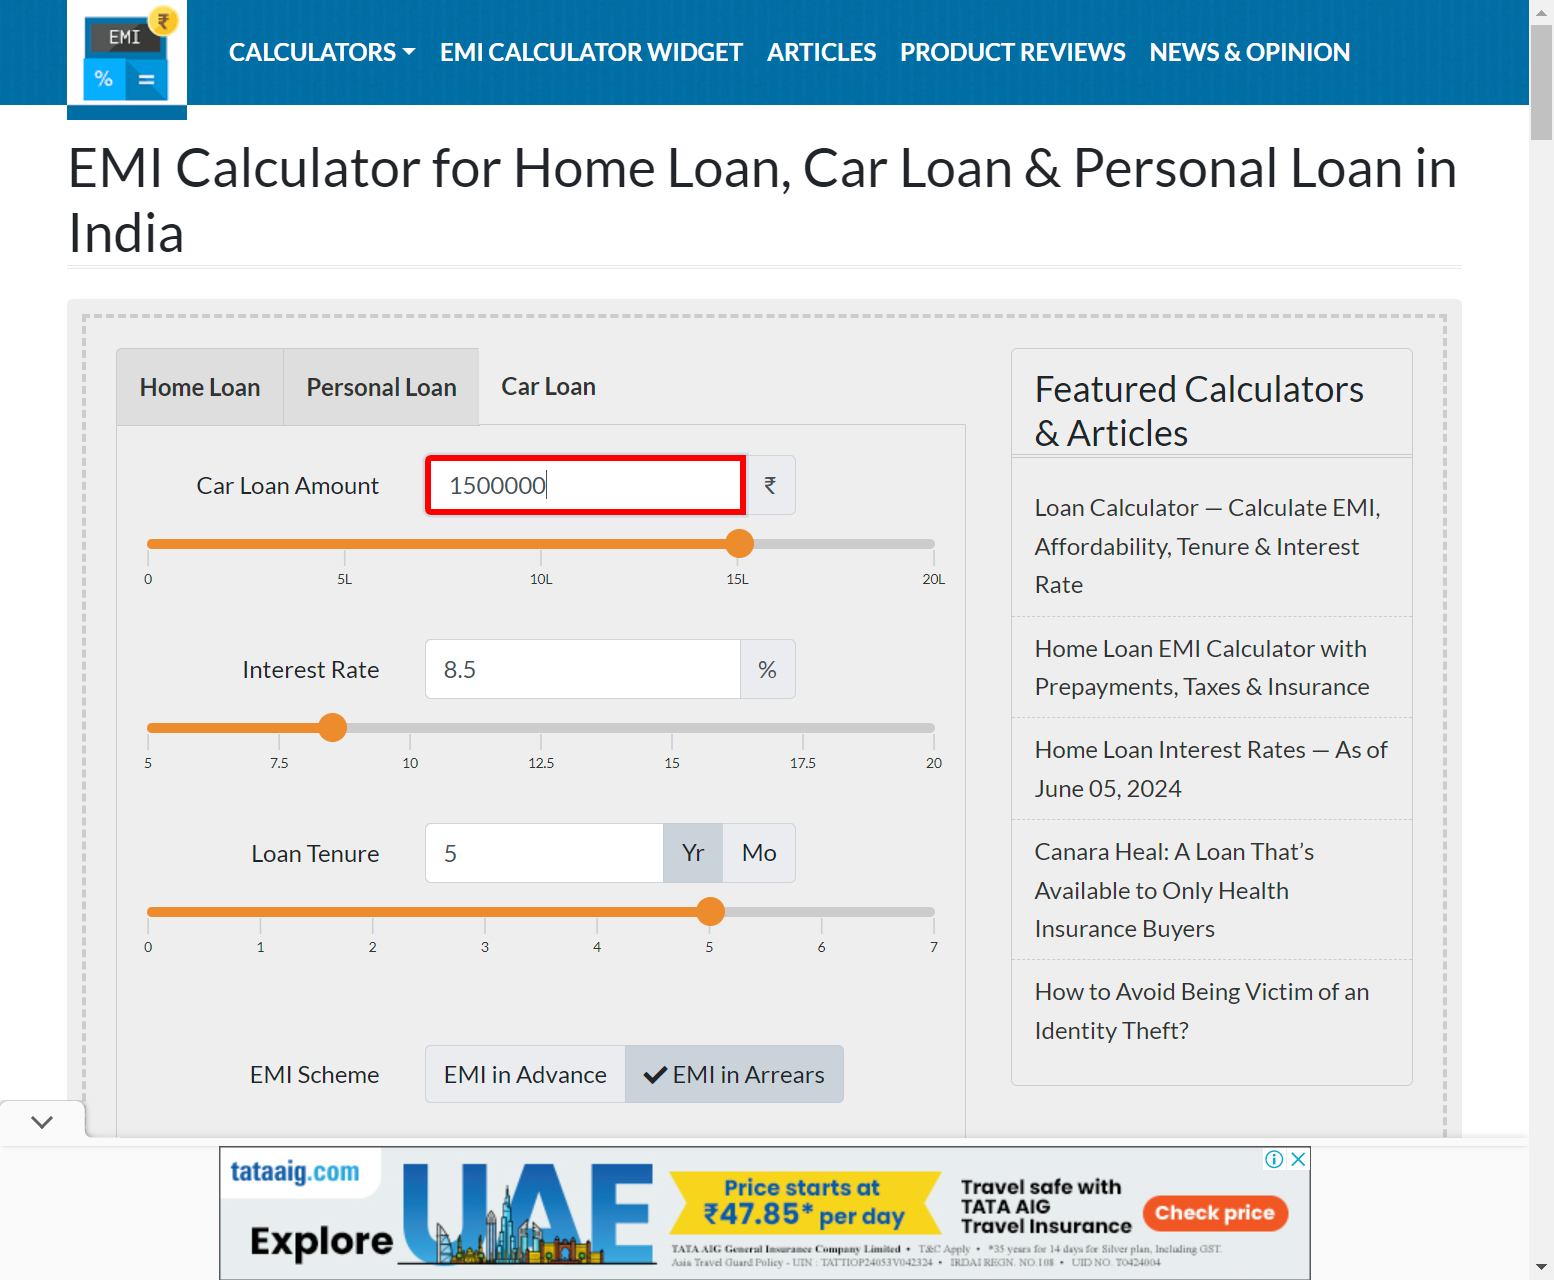 EMI
₹
%
=
CALCULATORS
EMI CALCULATOR WIDGET
ARTICLES
PRODUCT REVIEWS
NEWS & OPINION
EMI Calculator for Home Loan, Car Loan & Personal Loan in
India
Home Loan
Personal Loan
Car Loan
Car Loan Amount
1500000
₹
0
5L
10L
15L
20L
Interest Rate
8.5
%
5
7.5
10
12.5
15
17.5
20
Loan Tenure
5
Yr
Mo
0
1
2
3
4
5
6
7
EMI Scheme
EMI in Advance
EMI in Arrears
Featured Calculators
& Articles
Loan Calculator — Calculate EMI,
Affordability, Tenure & Interest
Rate
Home Loan EMI Calculator with
Prepayments, Taxes & Insurance
Home Loan Interest Rates — As of
June 05, 2024
Canara Heal: A Loan That’s
Available to Only Health
Insurance Buyers
How to Avoid Being Victim of an
Identity Theft?
tataaig.com
Explore
UAE
Price starts at
₹47.85* per day
Travel safe with
TATA AIG
Travel Insurance
Check price
TATA AIG General Insurance Company Limited • T&C Apply • *35 years for 14 days for Silver plan, Including GST.
Asia Travel Guard Policy - UIN : TATTIOP24053V042324 • IRDAI REGN. NO.108 • UID NO. T0424004